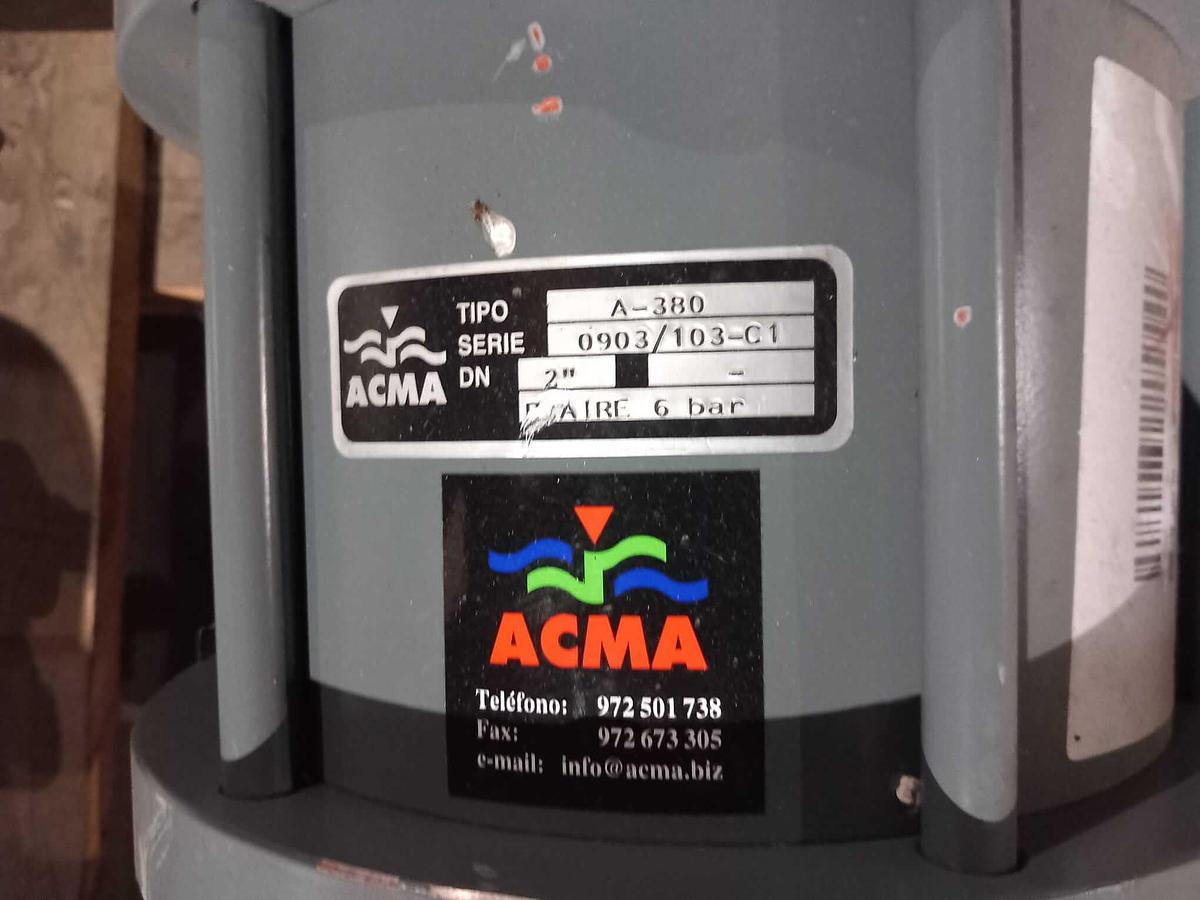 TIPO A-380
SERIE 0903/103-C1
DN 2" -
AIRE 6 bar
ACMA
ACMA
Teléfono: 972 501 738
Fax: 972 673 305
e-mail: info@acma.biz